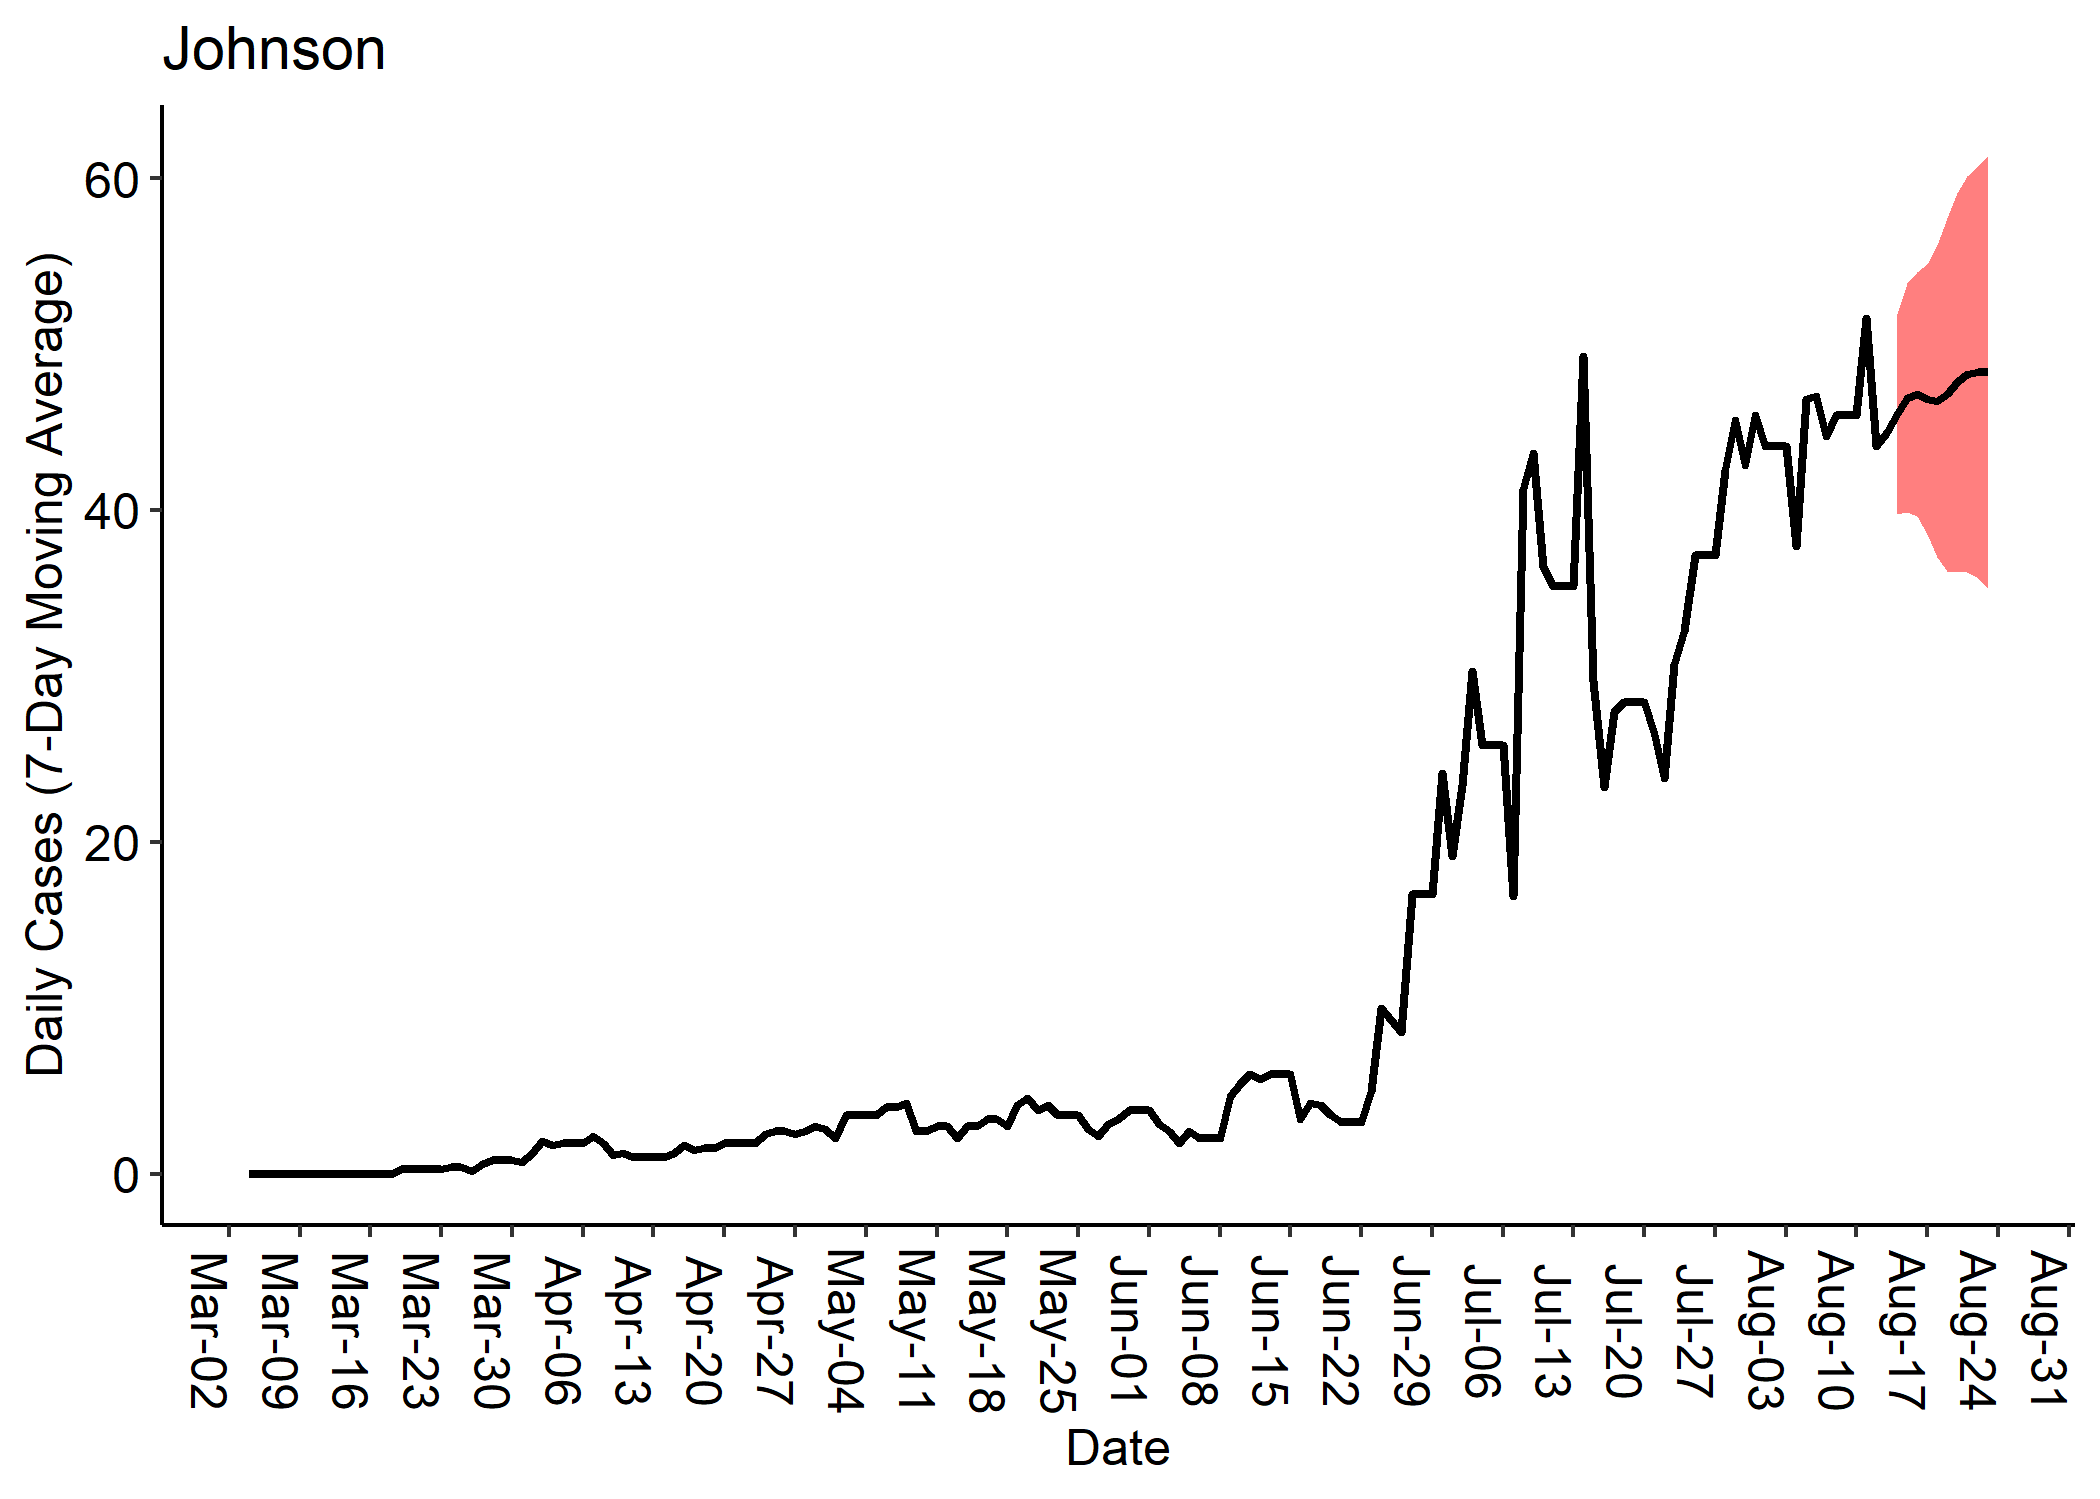 Johnson
Daily Cases (7-Day Moving Average)
60
40
20
0
Mar-02
Mar-09
Mar-16
Mar-23
Mar-30
Apr-06
Apr-13
Apr-20
Apr-27
May-04
May-11
May-18
May-25
Jun-01
Jun-08
Jun-15
Jun-22
Jun-29
Jul-06
Jul-13
Jul-20
Jul-27
Aug-03
Aug-10
Aug-17
Aug-24
Aug-31
Date